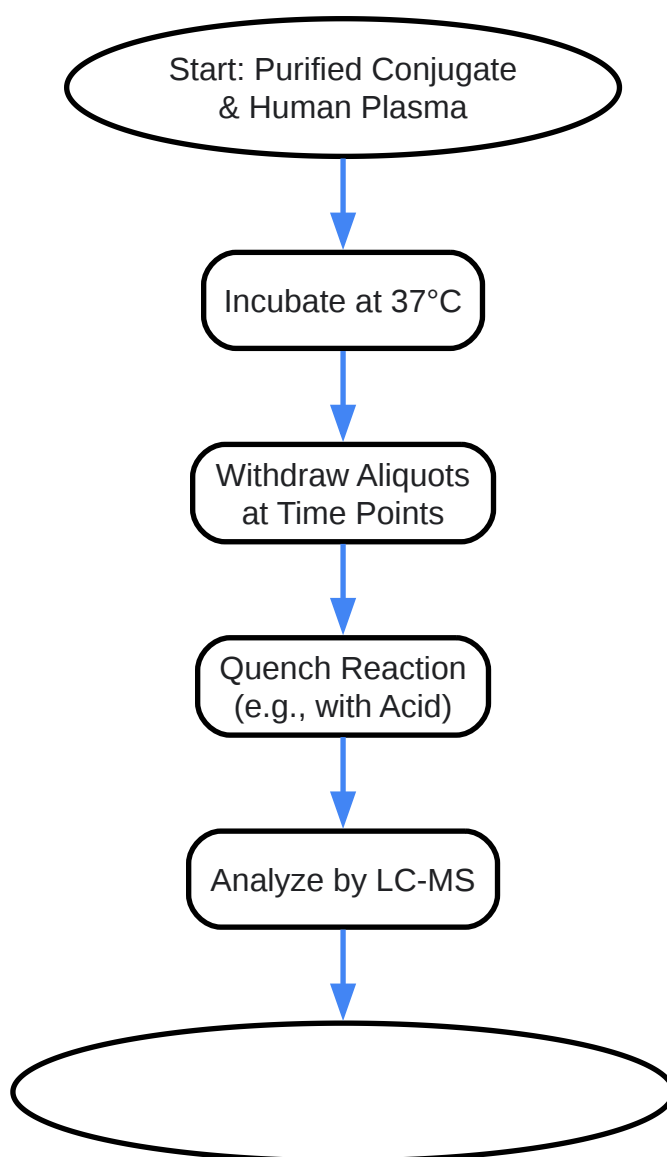 Start: Purified Conjugate
& Human Plasma
Incubate at 37°C
Withdraw Aliquots
at Time Points
Quench Reaction
(e.g., with Acid)
Analyze by LC-MS